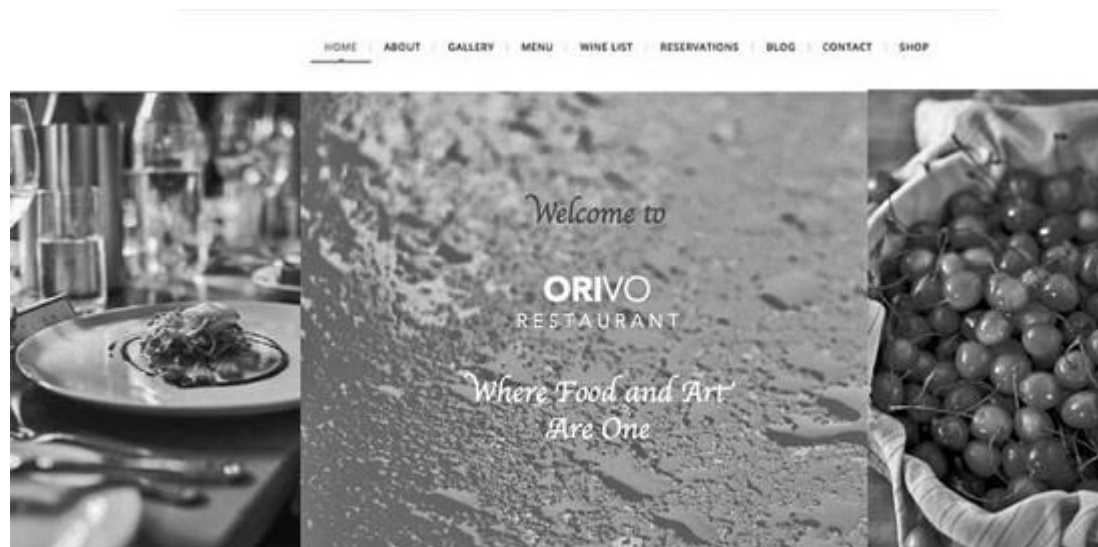 HOME ABOUT GALLERY MENU WINE LIST RESERVATIONS BLOG CONTACT SHOP
Welcome to
ORIVO
RESTAURANT
Where Food and Art
Are One